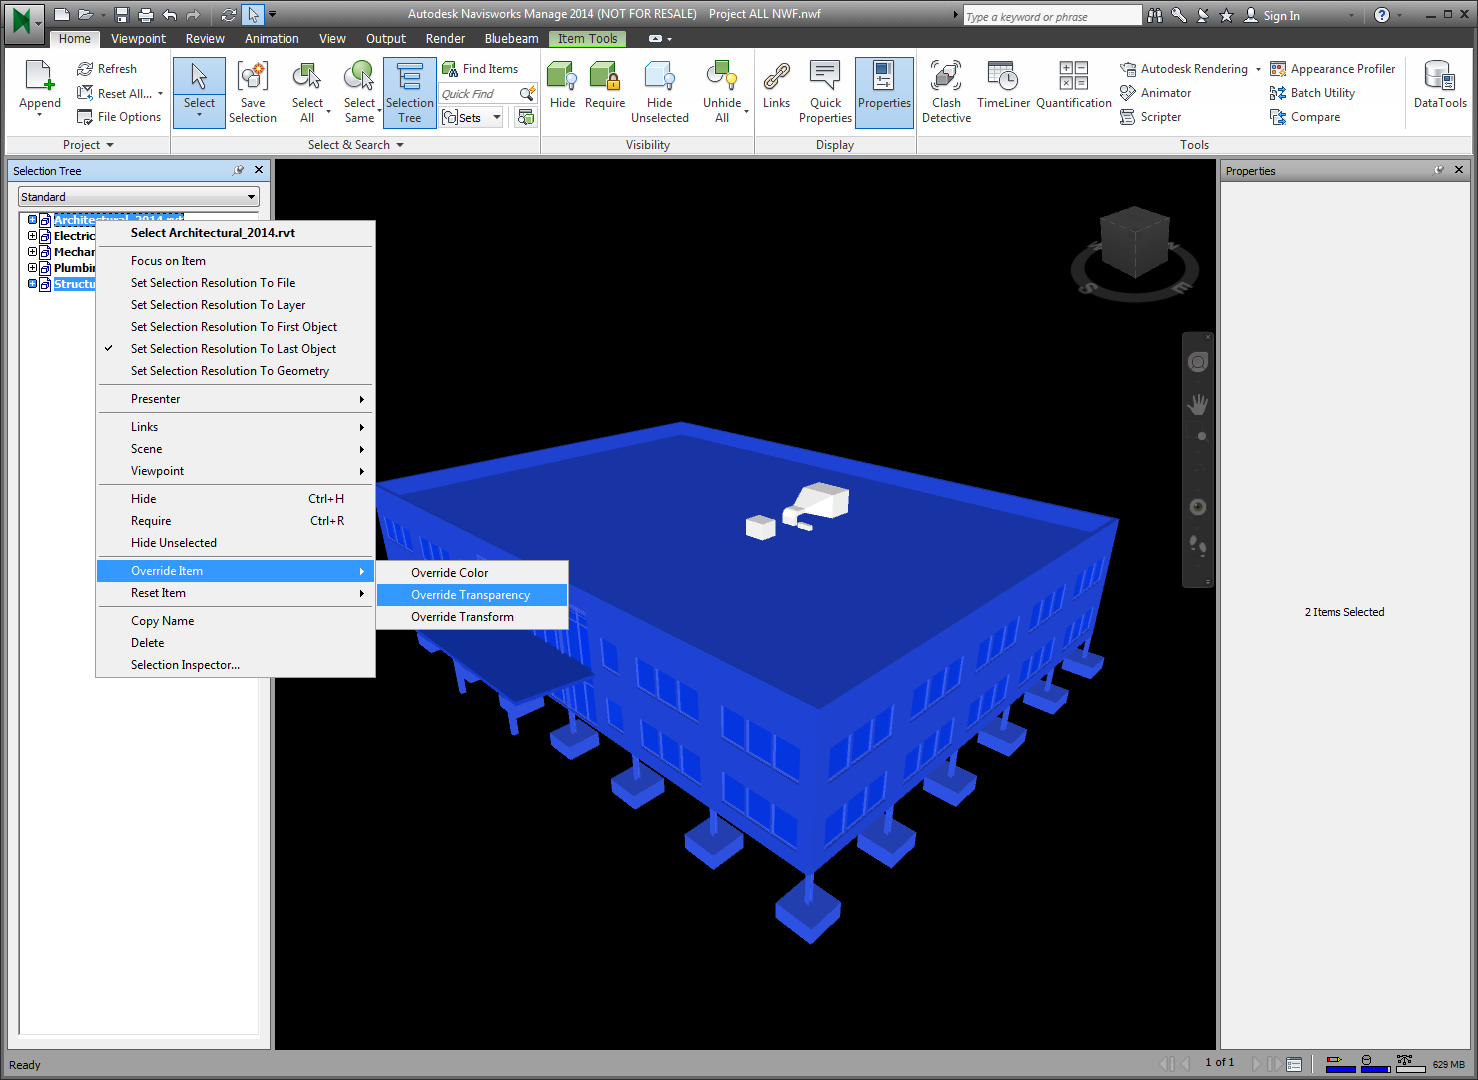 Autodesk Navisworks Manage 2014 (NOT FOR RESALE) Project ALL NWF.nwf
Type a keyword or phrase
Sign In
Home Viewpoint Review Animation View Output Render Bluebeam Item Tools
Append
Refresh
Reset All...
File Options
Project
Select
Save Selection
Select All
Select Same
Selection Tree
Find Items
Quick Find
Sets
Select & Search
Hide
Require
Hide Unselected
Unhide All
Visibility
Links
Quick Properties
Properties
Display
Clash Detective
TimeLiner
Quantification
Autodesk Rendering
Animator
Scripter
Appearance Profiler
Batch Utility
Compare
Tools
DataTools
Selection Tree
Standard
Architectural_2014.rvt
Electric
Mechan
Plumbin
Structu
Select Architectural_2014.rvt
Focus on Item
Set Selection Resolution To File
Set Selection Resolution To Layer
Set Selection Resolution To First Object
Set Selection Resolution To Last Object
Set Selection Resolution To Geometry
Presenter
Links
Scene
Viewpoint
Hide Ctrl+H
Require Ctrl+R
Hide Unselected
Override Item
Reset Item
Copy Name
Delete
Selection Inspector...
Override Color
Override Transparency
Override Transform
S
E
Properties
2 Items Selected
Ready
1 of 1
629 MB